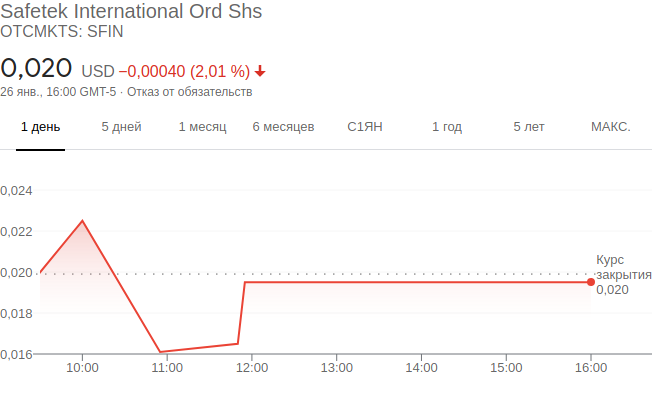 Safetek International Ord Shs
OTCMKTS: SFIN
0,020 USD −0,00040 (2,01 %)
26 янв., 16:00 GMT-5 · Отказ от обязательств
1 день 5 дней 1 месяц 6 месяцев С1ЯН 1 год 5 лет МАКС.
0,024
0,022
Курс
закрытия
0,020
0,020
0,018
0,016
10:00 11:00 12:00 13:00 14:00 15:00 16:00